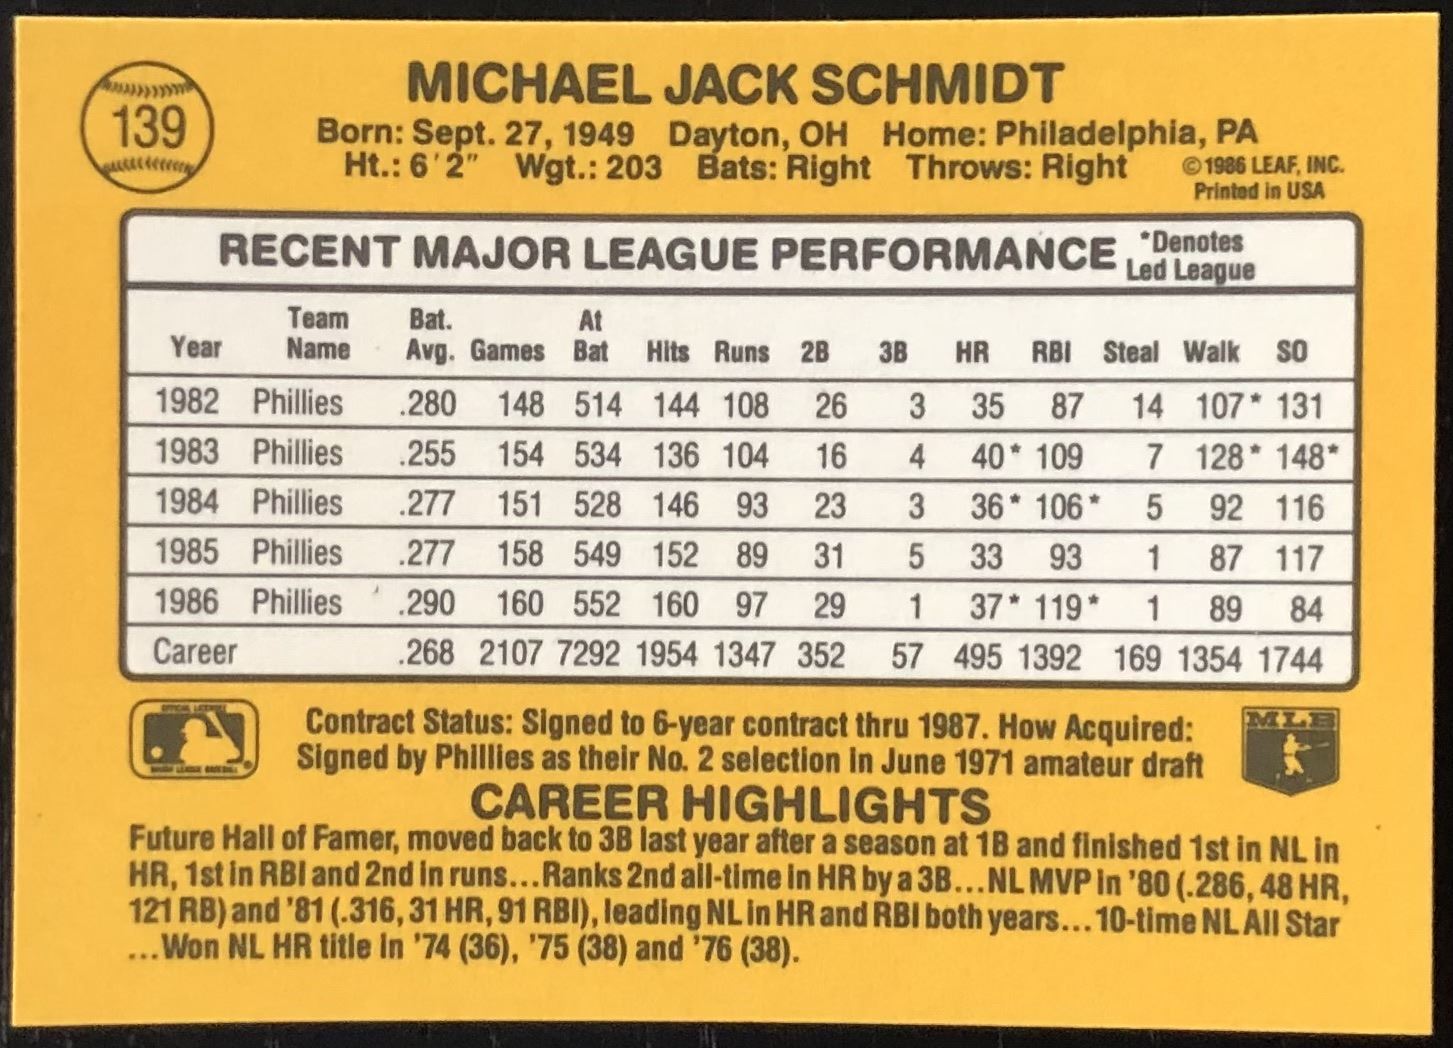 139
MICHAEL JACK SCHMIDT
Born: Sept. 27, 1949 Dayton, OH Home: Philadelphia, PA
Ht.: 6'2" Wgt.: 203 Bats: Right Throws: Right ©1986 LEAF, INC.
Printed in USA
RECENT MAJOR LEAGUE PERFORMANCE *Denotes Led League
Year Team Name Bat. Avg. Games At Bat Hits Runs 2B 3B HR RBI Steal Walk SO
1982 Phillies .280 148 514 144 108 26 3 35 87 14 107* 131
1983 Phillies .255 154 534 136 104 16 4 40* 109 7 128* 148*
1984 Phillies .277 151 528 146 93 23 3 36* 106* 5 92 116
1985 Phillies .277 158 549 152 89 31 5 33 93 1 87 117
1986 Phillies .290 160 552 160 97 29 1 37* 119* 1 89 84
Career .268 2107 7292 1954 1347 352 57 495 1392 169 1354 1744
Contract Status: Signed to 6-year contract thru 1987. How Acquired:
Signed by Phillies as their No. 2 selection in June 1971 amateur draft
MLB
CAREER HIGHLIGHTS
Future Hall of Famer, moved back to 3B last year after a season at 1B and finished 1st in NL in
HR, 1st in RBI and 2nd in runs...Ranks 2nd all-time in HR by a 3B...NL MVP in '80 (.286, 48 HR,
121 RB) and '81 (.316, 31 HR, 91 RBI), leading NL in HR and RBI both years... 10-time NL All Star
...Won NL HR title in '74 (36), '75 (38) and '76 (38).